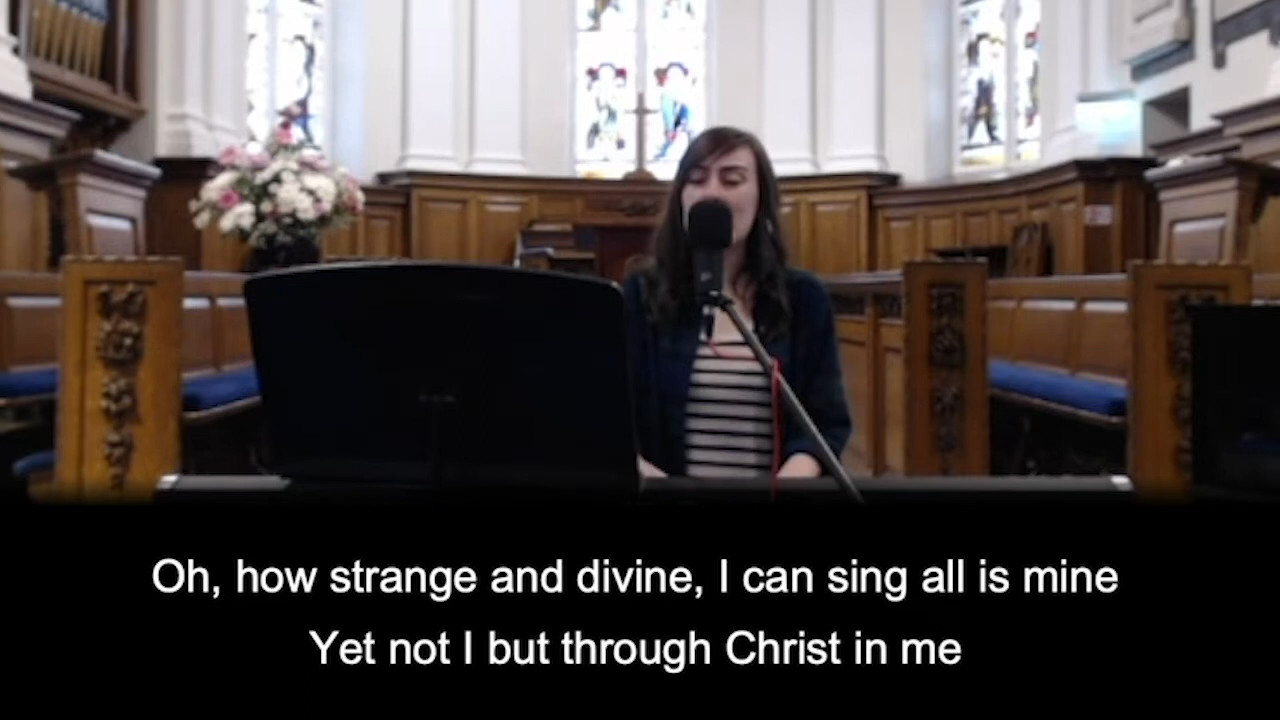 Oh, how strange and divine, I can sing all is mine
Yet not I but through Christ in me